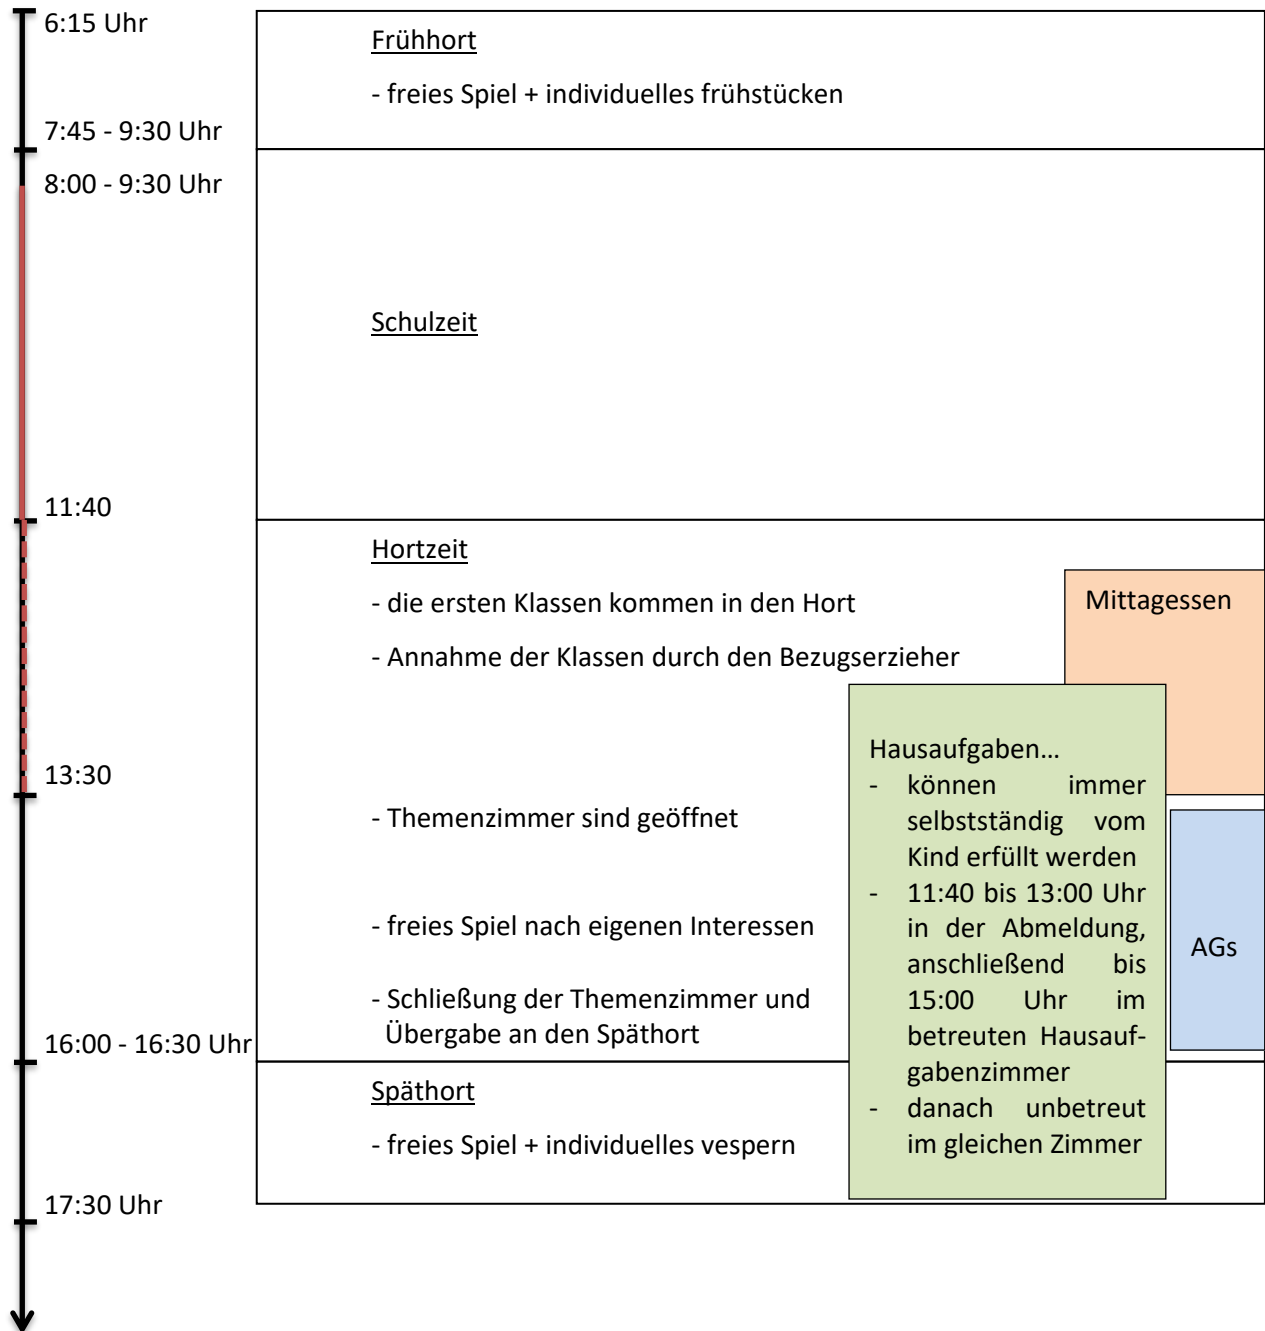 6:15 Uhr
Frühhort
- freies Spiel + individuelles frühstücken
7:45 - 9:30 Uhr
8:00 - 9:30 Uhr
Schulzeit
11:40
Hortzeit
- die ersten Klassen kommen in den Hort
- Annahme der Klassen durch den Bezugserzieher
Mittagessen
13:30
- Themenzimmer sind geöffnet
- freies Spiel nach eigenen Interessen
- Schließung der Themenzimmer und
Übergabe an den Späthort
Hausaufgaben...
- können immer
selbstständig vom
Kind erfüllt werden
- 11:40 bis 13:00 Uhr
in der Abmeldung,
anschließend bis
15:00 Uhr im
betreuten Hausauf-
gabenzimmer
- danach unbetreut
im gleichen Zimmer
AGs
16:00 - 16:30 Uhr
Späthort
- freies Spiel + individuelles vespern
17:30 Uhr